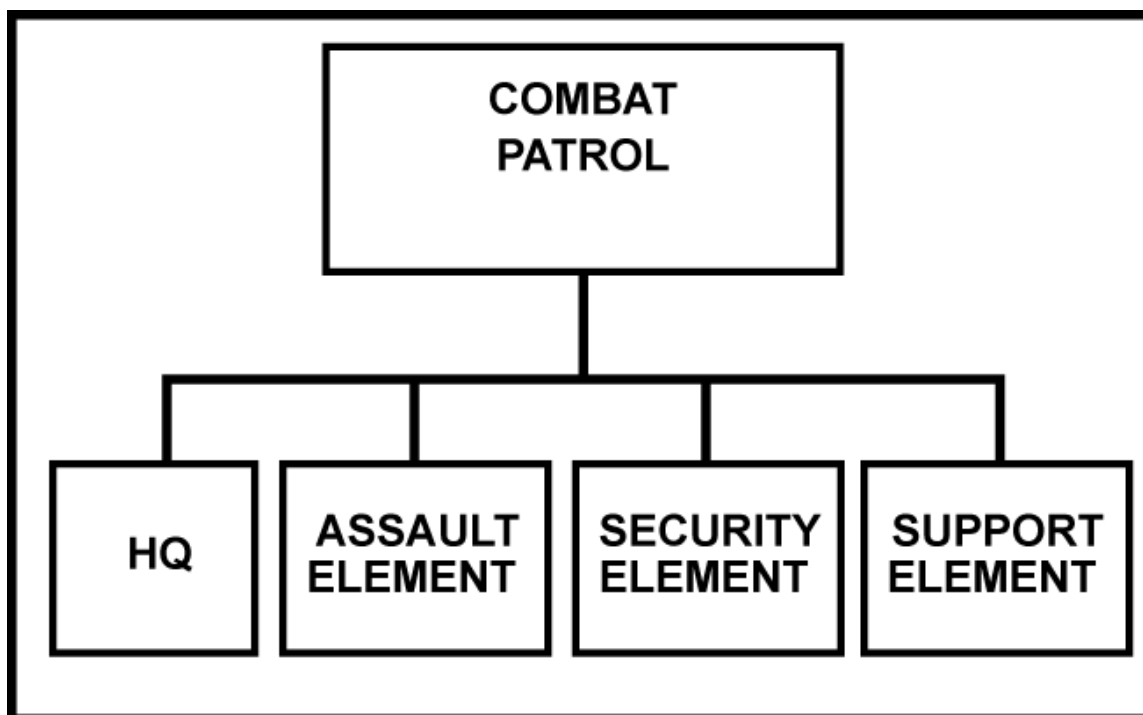 COMBAT
PATROL
HQ
ASSAULT
ELEMENT
SECURITY
ELEMENT
SUPPORT
ELEMENT